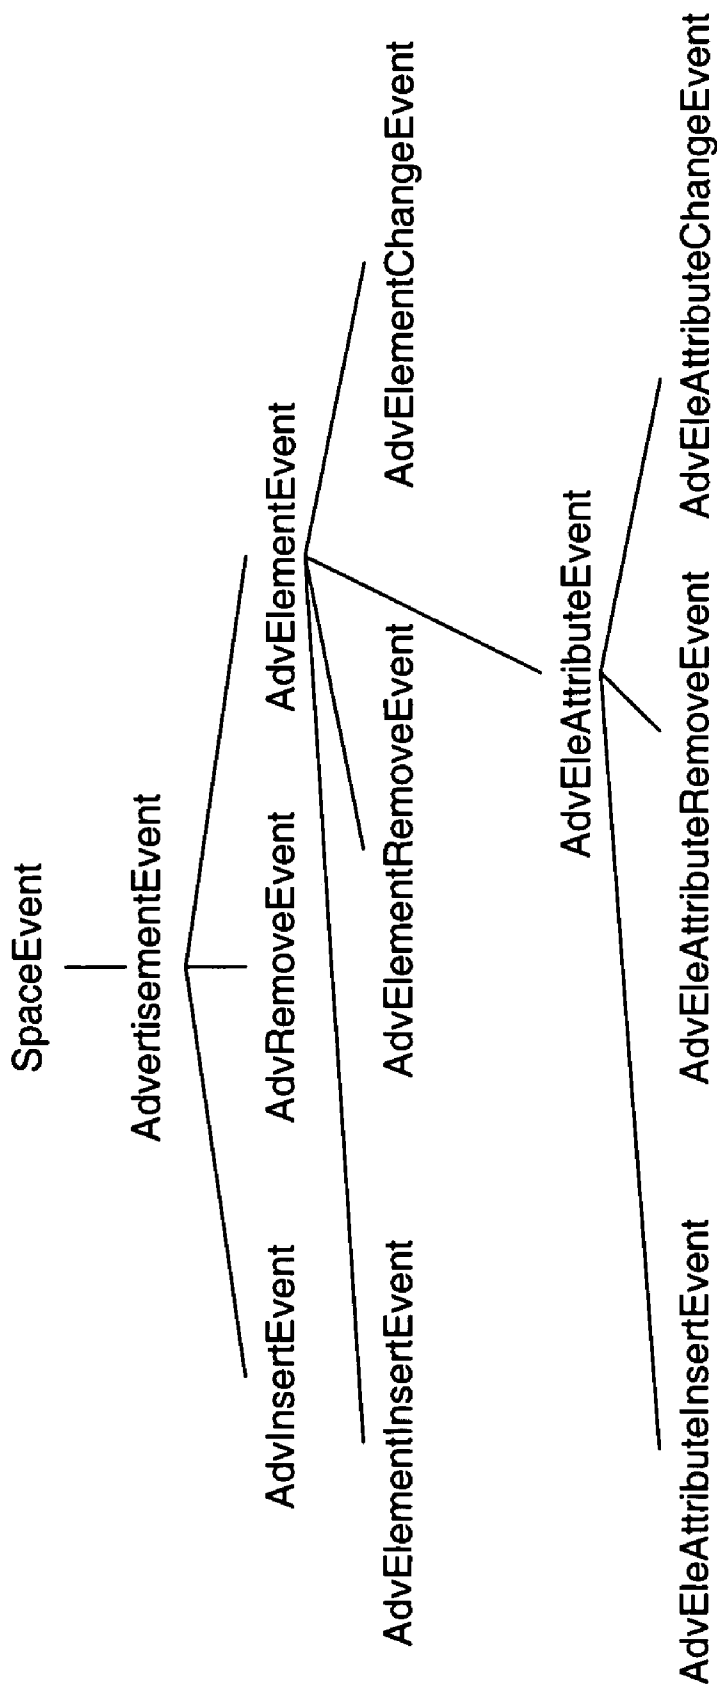 SpaceEvent
AdvertisementEvent
AdvInsertEvent
AdvRemoveEvent
AdvElementEvent
AdvElementInsertEvent
AdvElementRemoveEvent
AdvElementChangeEvent
AdvEleAttributeEvent
AdvEleAttributeInsertEvent
AdvEleAttributeRemoveEvent
AdvEleAttributeChangeEvent